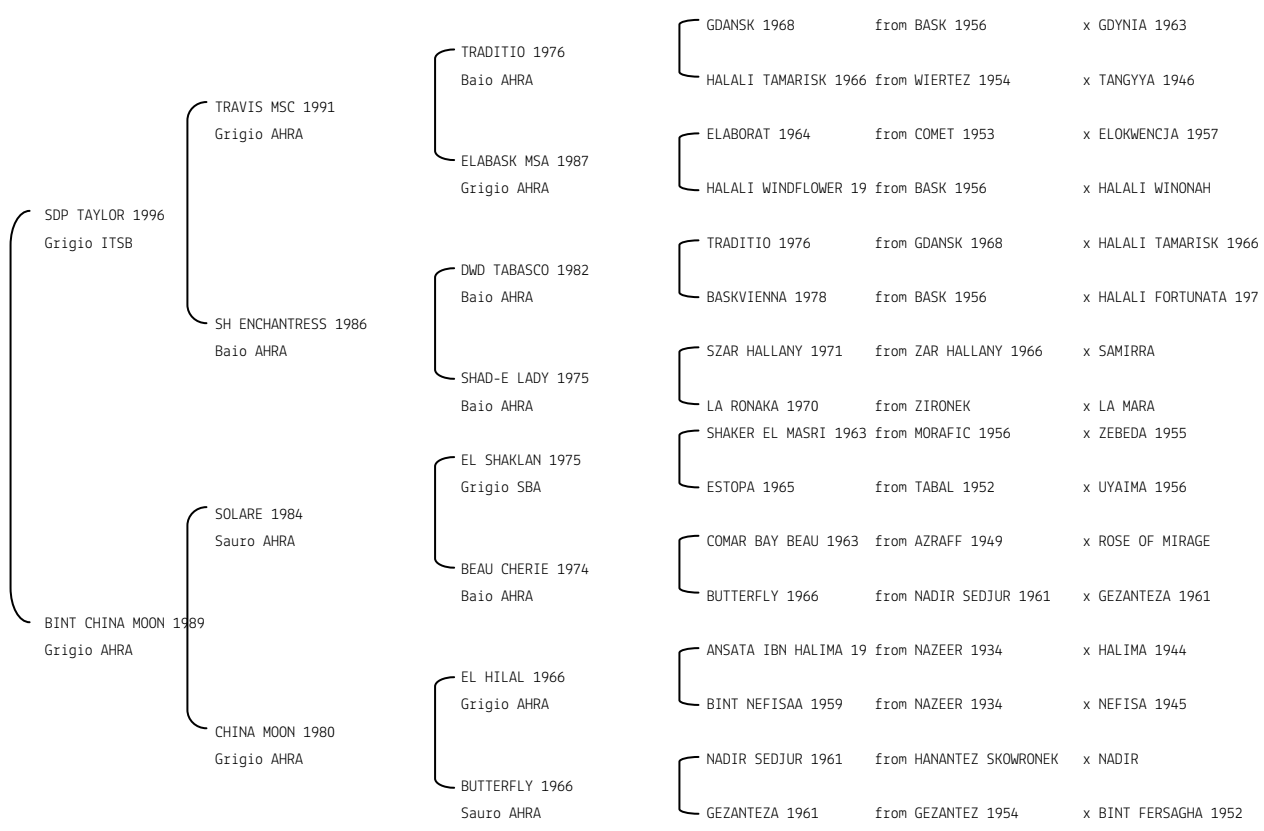 GDANSK 1968 from BASK 1956 x GDYNIA 1963
TRADITIO 1976
Baio AHRA
HALALI TAMARISK 1966 from WIERTEZ 1954 x TANGYYA 1946
TRAVIS MSC 1991
Grigio AHRA
ELABORAT 1964 from COMET 1953 x ELOKWENCJA 1957
ELABASK MSA 1987
Grigio AHRA
HALALI WINDFLOWER 19 from BASK 1956 x HALALI WINONAH
SDP TAYLOR 1996
Grigio ITSB
TRADITIO 1976 from GDANSK 1968 x HALALI TAMARISK 1966
DWD TABASCO 1982
Baio AHRA
BASKVIENNA 1978 from BASK 1956 x HALALI FORTUNATA 197
SH ENCHANTRESS 1986
Baio AHRA
SZAR HALLANY 1971 from ZAR HALLANY 1966 x SAMIRRA
SHAD-E LADY 1975
Baio AHRA
LA RONAKA 1970 from ZIRONEK x LA MARA
SHAKER EL MASRI 1963 from MORAFIC 1956 x ZEBEDA 1955
EL SHAKLAN 1975
Grigio SBA
ESTOPA 1965 from TABAL 1952 x UYAIMA 1956
SOLARE 1984
Sauro AHRA
COMAR BAY BEAU 1963 from AZRAFF 1949 x ROSE OF MIRAGE
BEAU CHERIE 1974
Baio AHRA
BUTTERFLY 1966 from NADIR SEDJUR 1961 x GEZANTEZA 1961
BINT CHINA MOON 1989
Grigio AHRA
ANSATA IBN HALIMA 19 from NAZEER 1934 x HALIMA 1944
EL HILAL 1966
Grigio AHRA
BINT NEFISAA 1959 from NAZEER 1934 x NEFISA 1945
CHINA MOON 1980
Grigio AHRA
NADIR SEDJUR 1961 from HANANTEZ SKOWRONEK x NADIR
BUTTERFLY 1966
Sauro AHRA
GEZANTEZA 1961 from GEZANTEZ 1954 x BINT FERSAGHA 1952